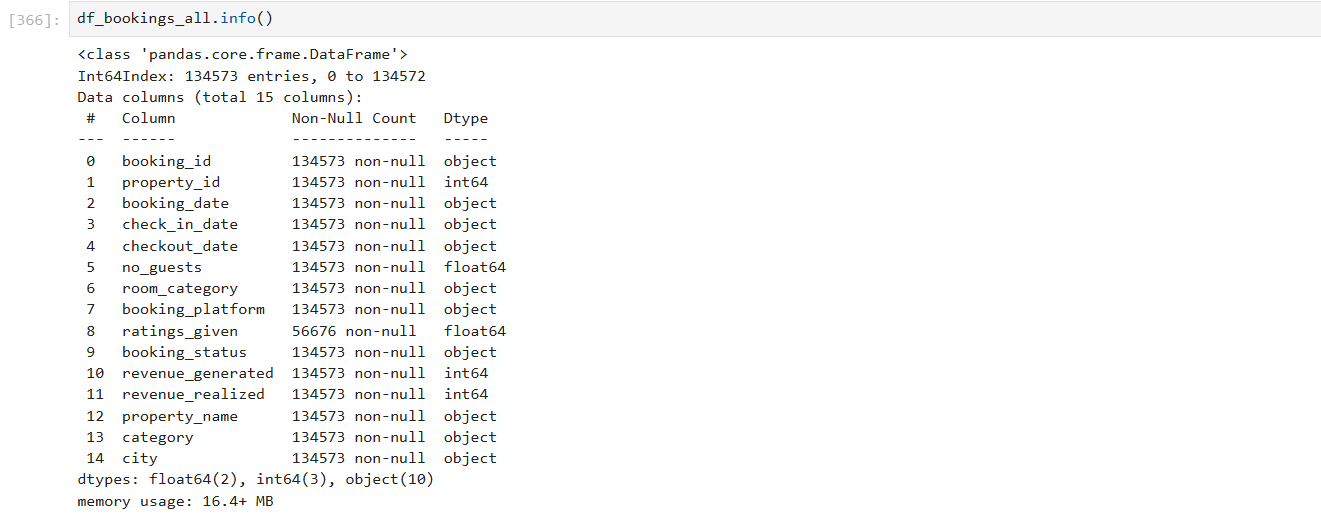 [366]: df_bookings_all.info()
<class 'pandas.core.frame.DataFrame'>
Int64Index: 134573 entries, 0 to 134572
Data columns (total 15 columns):
 #   Column             Non-Null Count   Dtype
---  ------             --------------   -----
 0   booking_id         134573 non-null  object
 1   property_id        134573 non-null  int64
 2   booking_date       134573 non-null  object
 3   check_in_date      134573 non-null  object
 4   checkout_date      134573 non-null  object
 5   no_guests          134573 non-null  float64
 6   room_category      134573 non-null  object
 7   booking_platform   134573 non-null  object
 8   ratings_given      56676 non-null   float64
 9   booking_status     134573 non-null  object
 10  revenue_generated  134573 non-null  int64
 11  revenue_realized   134573 non-null  int64
 12  property_name      134573 non-null  object
 13  category           134573 non-null  object
 14  city               134573 non-null  object
dtypes: float64(2), int64(3), object(10)
memory usage: 16.4+ MB